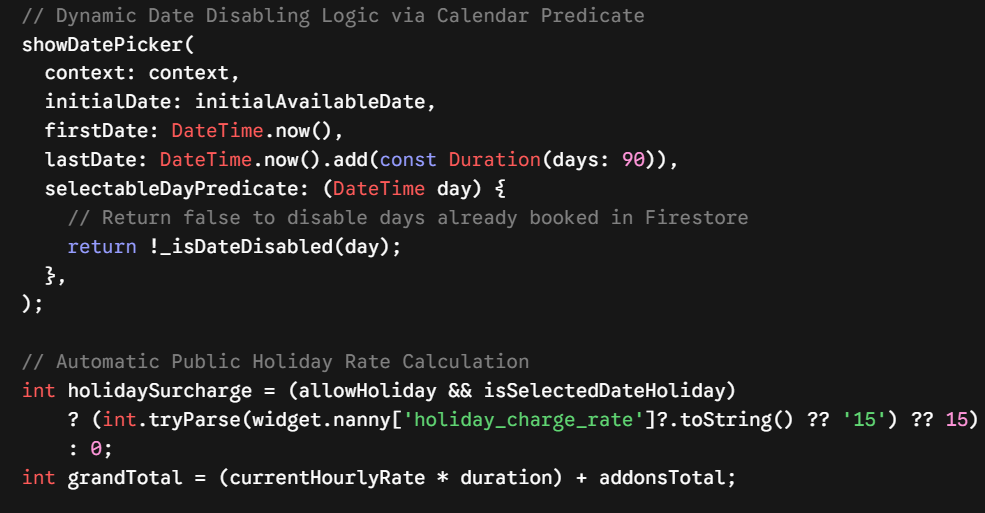 // Dynamic Date Disabling Logic via Calendar Predicate
showDatePicker(
  context: context,
  initialDate: initialAvailableDate,
  firstDate: DateTime.now(),
  lastDate: DateTime.now().add(const Duration(days: 90)),
  selectableDayPredicate: (DateTime day) {
    // Return false to disable days already booked in Firestore
    return !_isDateDisabled(day);
  },
);

// Automatic Public Holiday Rate Calculation
int holidaySurcharge = (allowHoliday && isSelectedDateHoliday)
    ? (int.tryParse(widget.nanny['holiday_charge_rate']?.toString() ?? '15') ?? 15)
    : 0;
int grandTotal = (currentHourlyRate * duration) + addonsTotal;